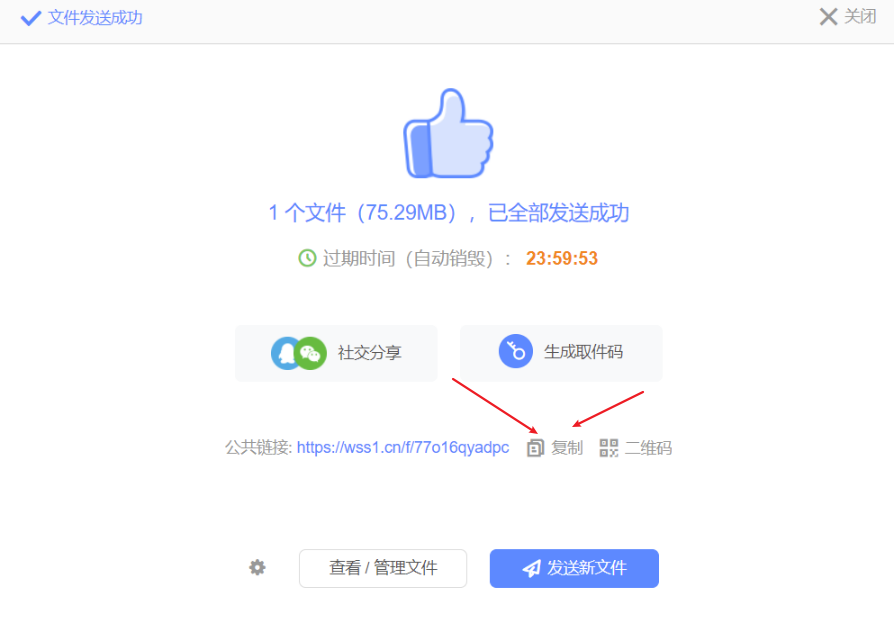 文件发送成功 关闭
1 个文件（75.29MB），已全部发送成功
过期时间（自动销毁）： 23:59:53
社交分享 生成取件码
公共链接: https://wss1.cn/f/77o16qyadpc 复制 二维码
查看 / 管理文件 发送新文件